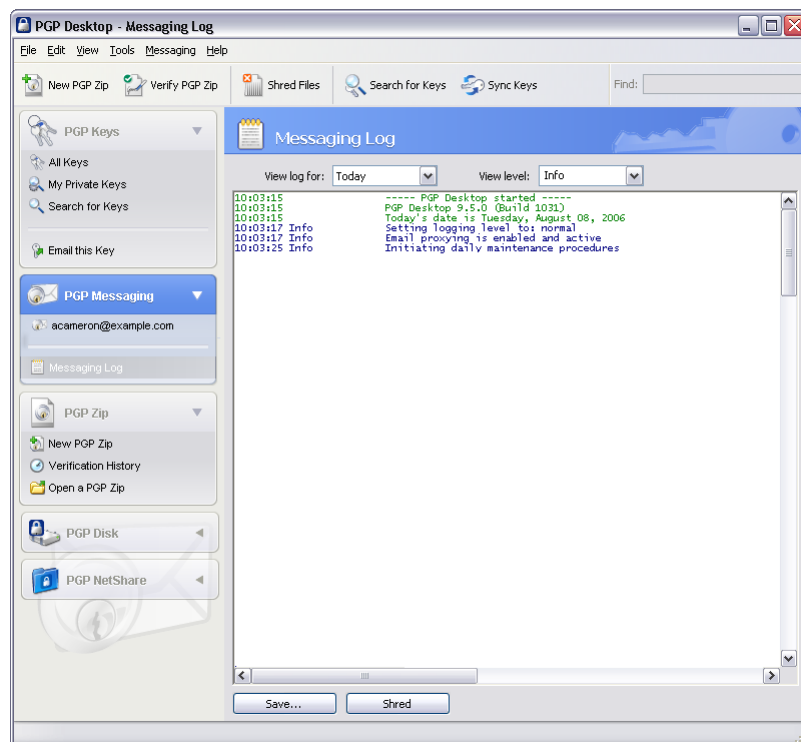 PGP Desktop - Messaging Log
File Edit View Tools Messaging Help
New PGP Zip Verify PGP Zip Shred Files Search for Keys Sync Keys Find:
PGP Keys
All Keys
My Private Keys
Search for Keys
Email this Key
PGP Messaging
acameron@example.com
Messaging Log
PGP Zip
New PGP Zip
Verification History
Open a PGP Zip
PGP Disk
PGP NetShare
Messaging Log
View log for: Today View level: Info
10:03:15 ----- PGP Desktop started -----
10:03:15 PGP Desktop 9.5.0 (Build 1031)
10:03:15 Today's date is Tuesday, August 08, 2006
10:03:17 Info Setting logging level to: normal
10:03:17 Info Email proxying is enabled and active
10:03:25 Info Initiating daily maintenance procedures
Save... Shred